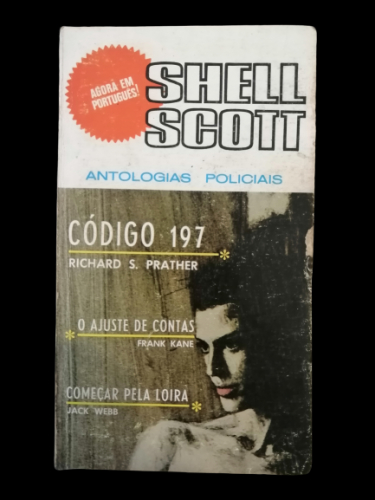 AGORA EM
PORTUGUÊS!
SHELL
SCOTT
ANTOLOGIAS POLICIAIS
CÓDIGO 197
RICHARD S. PRATHER
O AJUSTE DE CONTAS
FRANK KANE
COMEÇAR PELA LOIRA
JACK WEBB